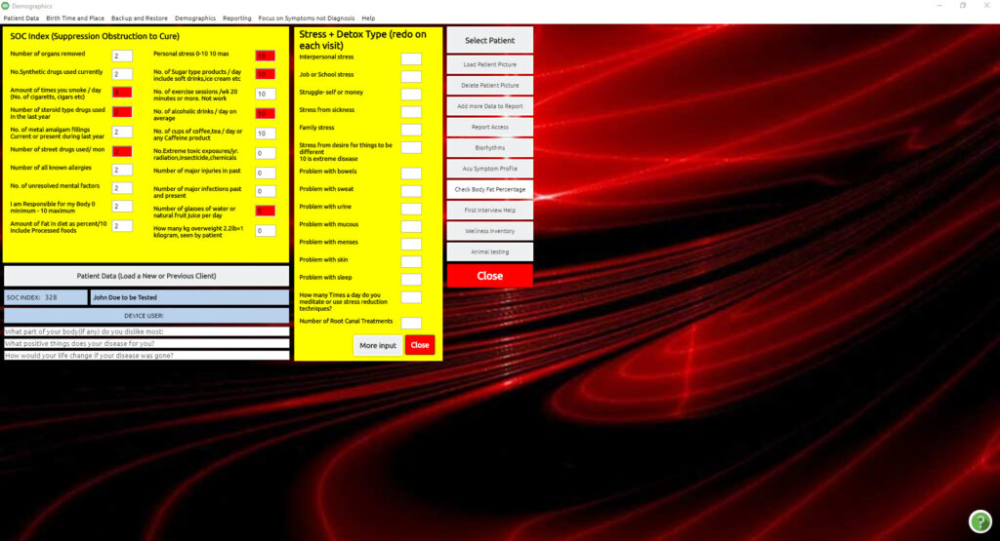 Demographics
Patient Data Birth Time and Place Backup and Restore Demographics Reporting Focus on Symptoms not Diagnosis Help
SOC Index (Suppression Obstruction to Cure)
Number of organs removed
2
No.Synthetic drugs used currently
2
Amount of times you smoke / day
(No. of cigaretts, cigars etc)
Number of steroid type drugs used
in the last year
No. of metal amalgam fillings
Current or present during last year
2
Number of street drugs used/ mon
Number of all known allergies
2
No. of unresolved mental factors
2
I am Responsible for my Body 0
minimum - 10 maximum
2
Amount of Fat in diet as percent/10
Include Processed foods
2
Personal stress 0-10 10 max
10
No. of Sugar type products / day
include soft drinks,ice cream etc
10
No. of exercise sessions /wk 20
minutes or more. Not work
10
No. of alcoholic drinks / day on
average
10
No. of cups of coffee,tea / day or
any Caffeine product
10
No.Extreme toxic exposures/yr.
radiation,insecticide,chemicals
0
Number of major injuries in past
0
Number of major infections past
and present
0
Number of glasses of water or
natural fruit juice per day
How many kg overweight 2.2lb=1
kilogram, seen by patient
0
Patient Data (Load a New or Previous Client)
SOC INDEX: 328
John Doe to be Tested
DEVICE USER:
What part of your body(if any) do you dislike most:
What positive things does your disease for you?
How would your life change if your disease was gone?
Stress + Detox Type (redo on
each visit)
Interpersonal stress
Job or School stress
Struggle- self or money
Stress from sickness
Family stress
Stress from desire for things to be
different
10 is extreme disease
Problem with bowels
Problem with sweat
Problem with urine
Problem with mucous
Problem with menses
Problem with skin
Problem with sleep
How many Times a day do you
meditate or use stress reduction
techniques?
Number of Root Canal Treatments
More input
Close
Select Patient
Load Patient Picture
Delete Patient Picture
Add more Data to Report
Report Access
Biorhythms
Acu Symptom Profile
Check Body Fat Percentage
First Interview Help
Wellness inventory
Animal testing
Close
?